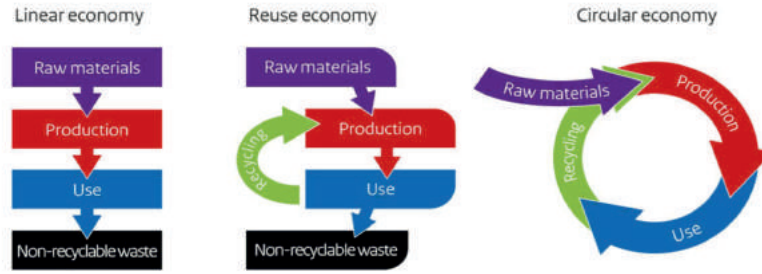 Linear economy
Raw materials
Production
Use
Non-recyclable waste
Reuse economy
Raw materials
Production
Recycling
Use
Non-recyclable waste
Circular economy
Raw materials
Production
Use
Recycling